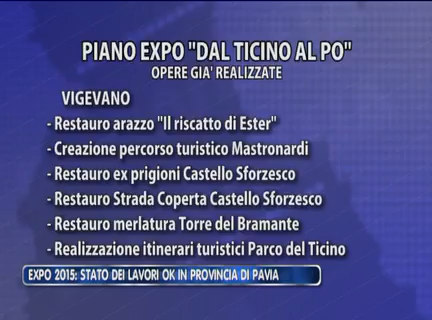 PIANO EXPO "DAL TICINO AL PO"
OPERE GIA' REALIZZATE
VIGEVANO
- Restauro arazzo "Il riscatto di Ester"
- Creazione percorso turistico Mastronardi
- Restauro ex prigioni Castello Sforzesco
- Restauro Strada Coperta Castello Sforzesco
- Restauro merlatura Torre del Bramante
- Realizzazione itinerari turistici Parco del Ticino
EXPO 2015: STATO DEI LAVORI OK IN PROVINCIA DI PAVIA